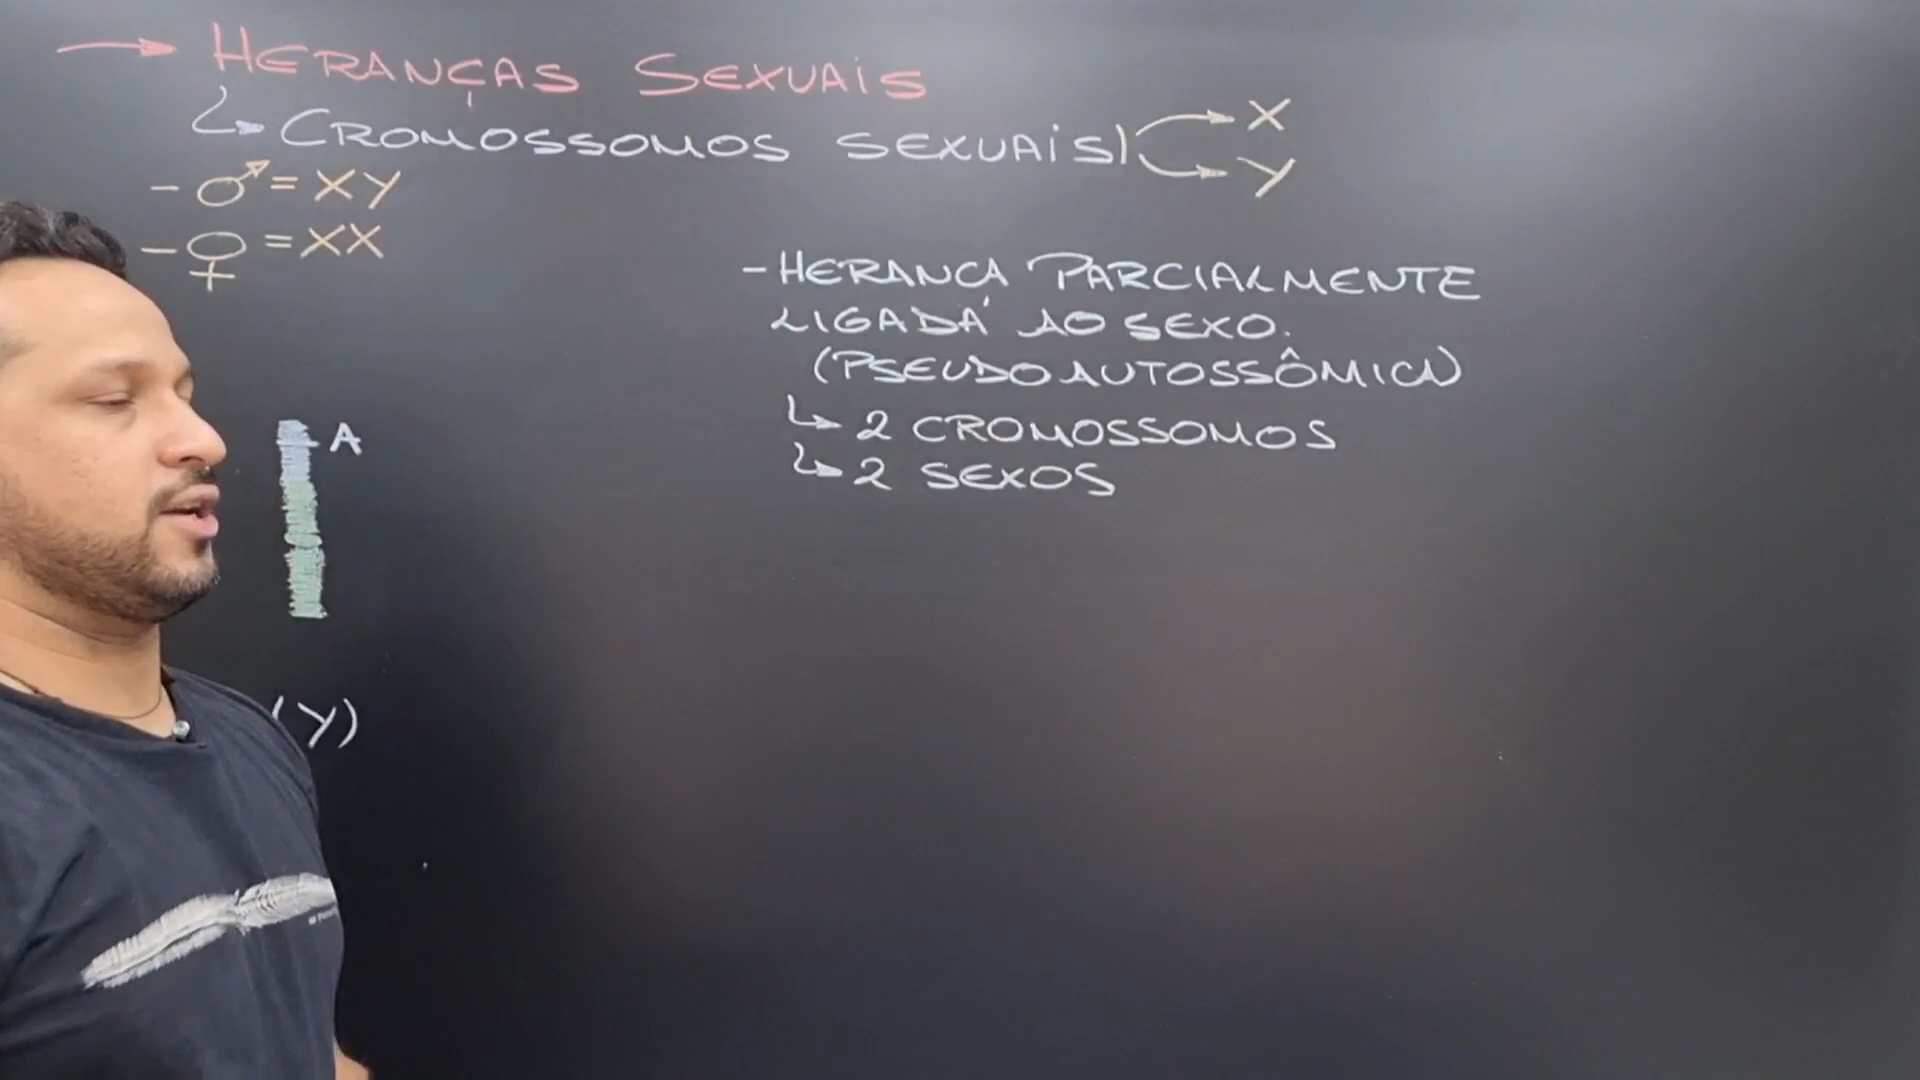 HERANÇAS SEXUAIS
CROMOSSOMOS SEXUAIS
X
Y
- ♂ = XY
- ♀ = XX
- HERANÇA PARCIALMENTE
LIGADA AO SEXO.
(PSEUDOAUTOSSÔMICA)
2 CROMOSSOMOS
2 SEXOS
A
(Y)